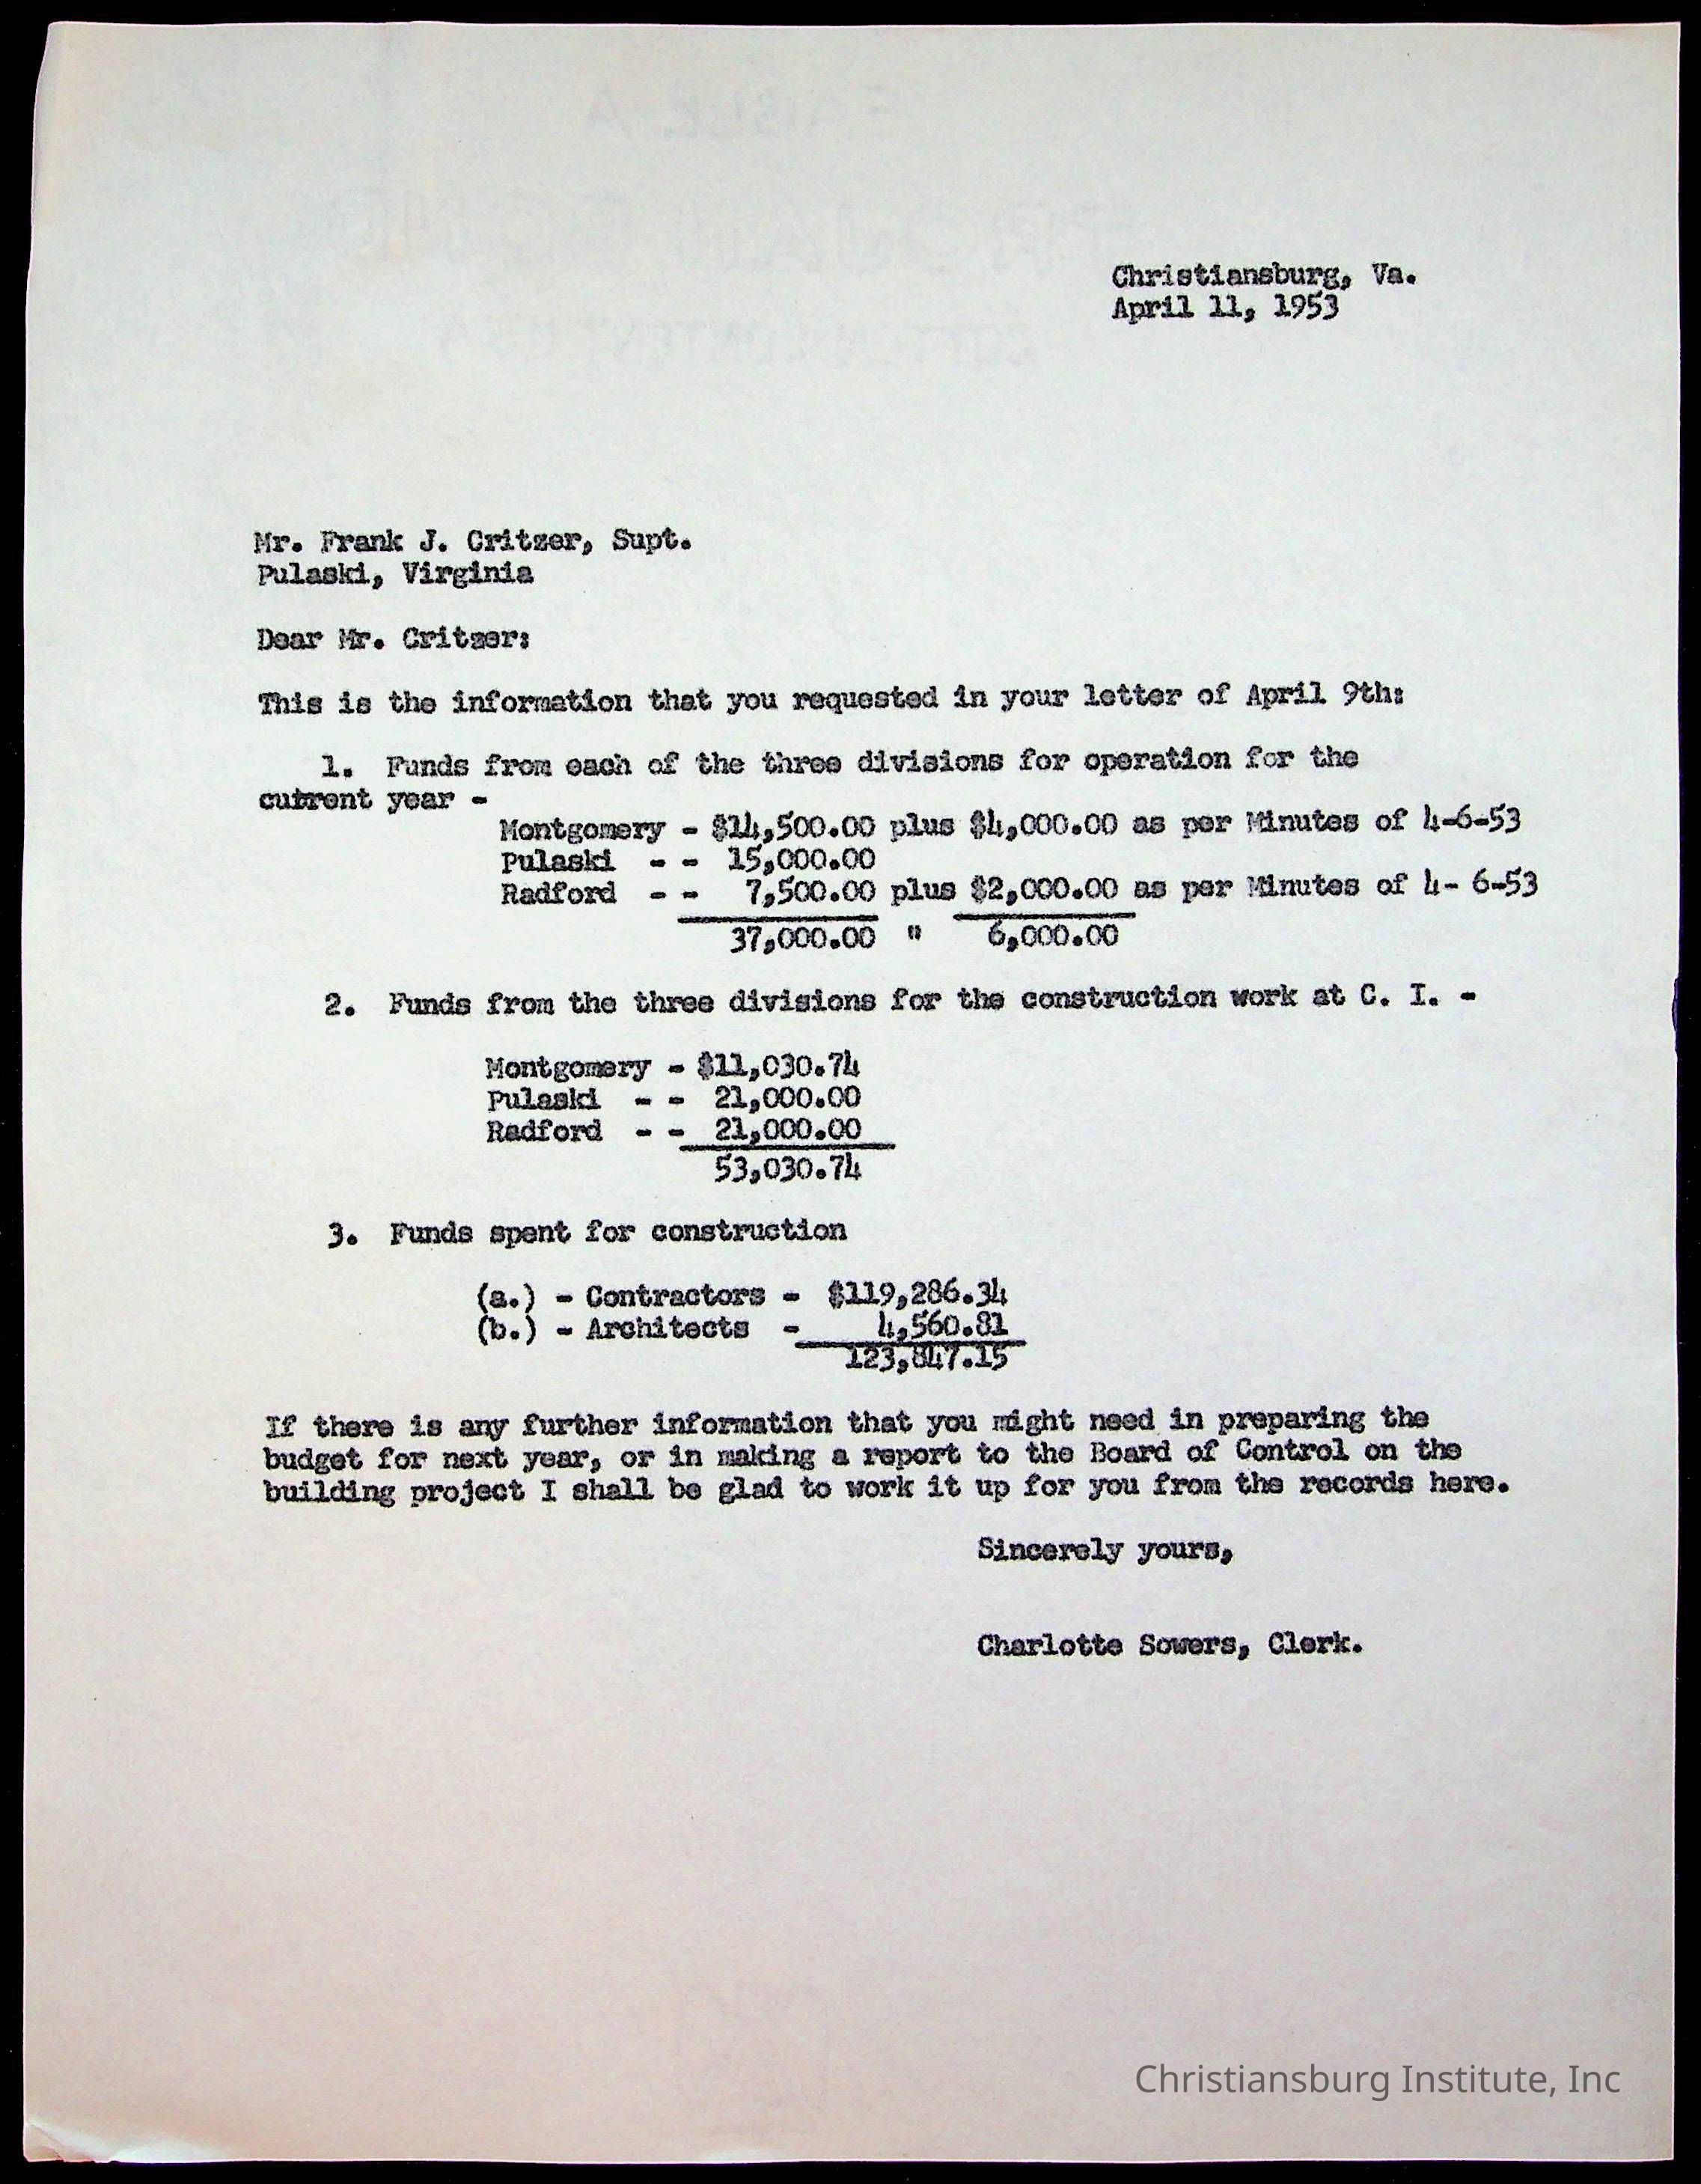 Christiansburg, Va.
April 11, 1953
Mr. Frank J. Critzer, Supt.
Pulaski, Virginia
Dear Mr. Critzer:
This is the information that you requested in your letter of April 9th:
1. Funds from each of the three divisions for operation for the
current year -
Montgomery - $14,500.00 plus $4,000.00 as per Minutes of 4-6-53
Pulaski - - 15,000.00
Radford - - 7,500.00 plus $2,000.00 as per Minutes of 4- 6-53
37,000.00 " 6,000.00
2. Funds from the three divisions for the construction work at C. I. -
Montgomery - $11,030.74
Pulaski - - 21,000.00
Radford - - 21,000.00
53,030.74
3. Funds spent for construction
(a.) - Contractors - $119,286.34
(b.) - Architects - 4,560.81
123,847.15
If there is any further information that you might need in preparing the
budget for next year, or in making a report to the Board of Control on the
building project I shall be glad to work it up for you from the records here.
Sincerely yours,
Charlotte Sowers, Clerk.
Christiansburg Institute, Inc